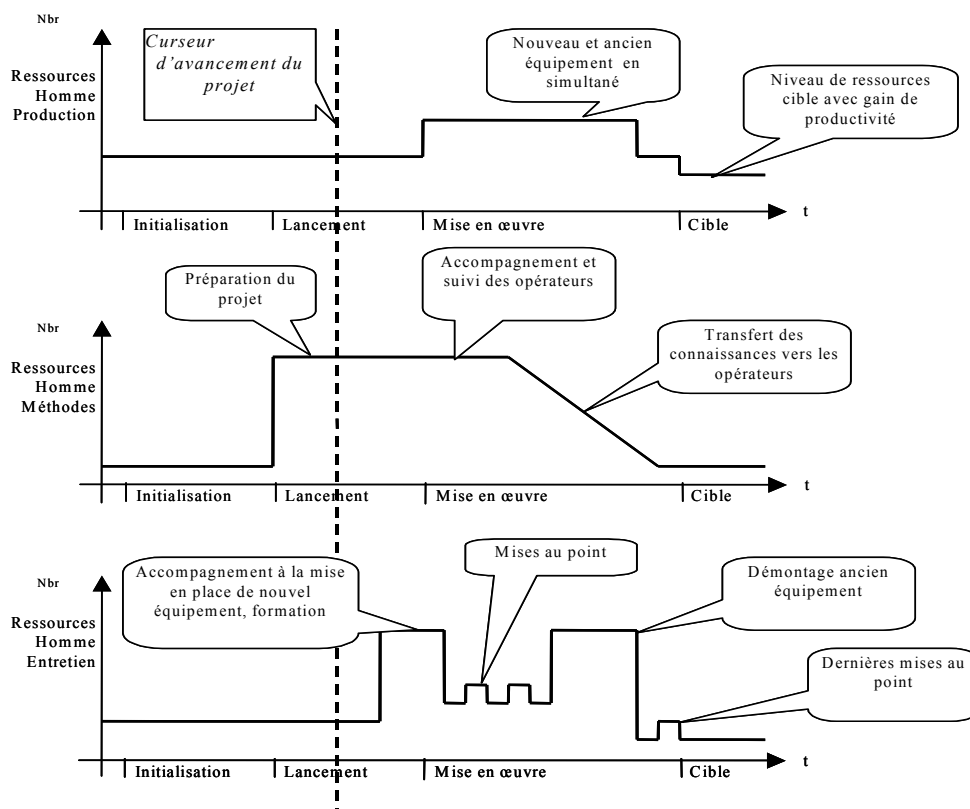 Nbr
Ressources
Homme
Production
Curseur
d'avancement du
projet
Nouveau et ancien
équipement en
simultané
Niveau de ressources
cible avec gain de
productivité
Initialisation
Lancement
Mise en œuvre
Cible
t
Nbr
Ressources
Homme
Méthodes
Préparation du
projet
Accompagnement et
suivi des opérateurs
Transfert des
connaissances vers les
opérateurs
Initialisation
Lancement
Mise en œuvre
Cible
t
Nbr
Ressources
Homme
Entretien
Accompagnement à la mise
en place de nouvel
équipement, formation
Mises au point
Démontage ancien
équipement
Dernières mises au
point
Initialisation
Lancement
Mise en œuvre
Cible
t